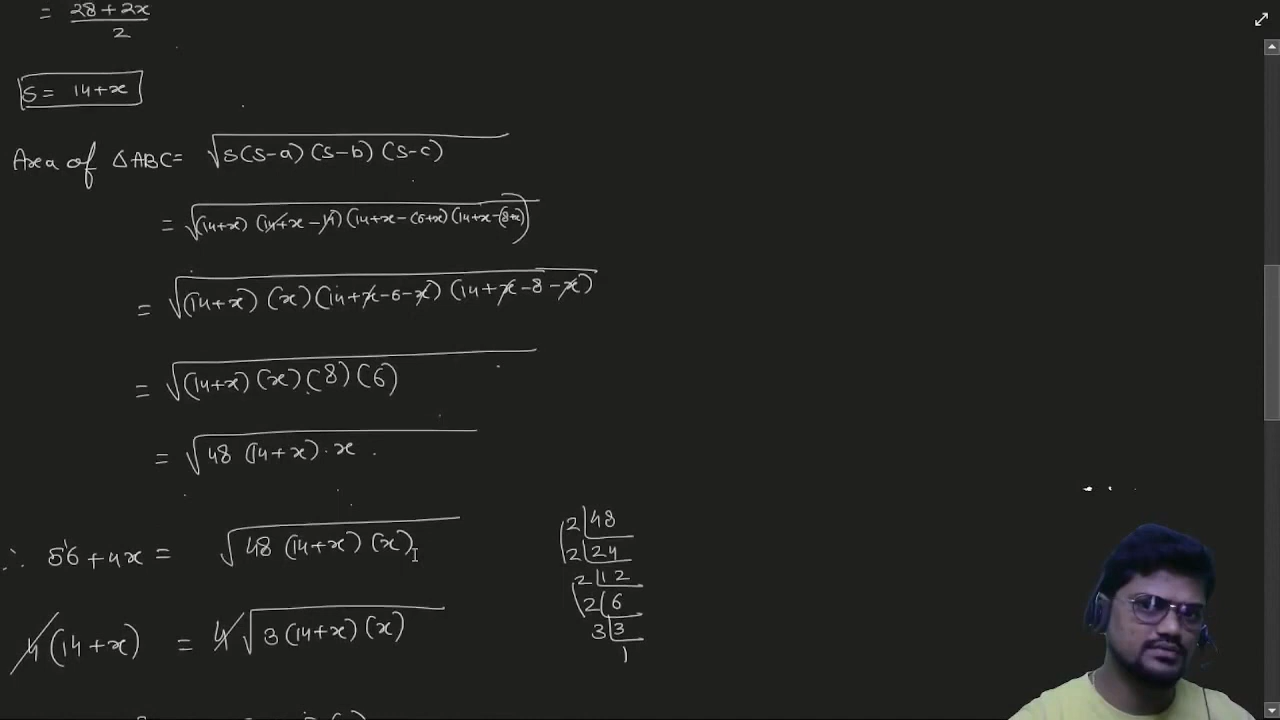 = 28+2x/2
S = 14+x
Area of △ABC = √S(S-a)(S-b)(S-c)
= √(14+x)(14+x-14)(14+x-(6+x)(14+x-(8+x))
= √(14+x)(x)(14+x-6-x)(14+x-8-x)
= √(14+x)(x)(8)(6)
= √48(14+x)·x
∴ 56+4x = √48(14+x)(x)
4(14+x) = 4√3(14+x)(x)
2 48
2 24
2 12
2 6
3 3
1